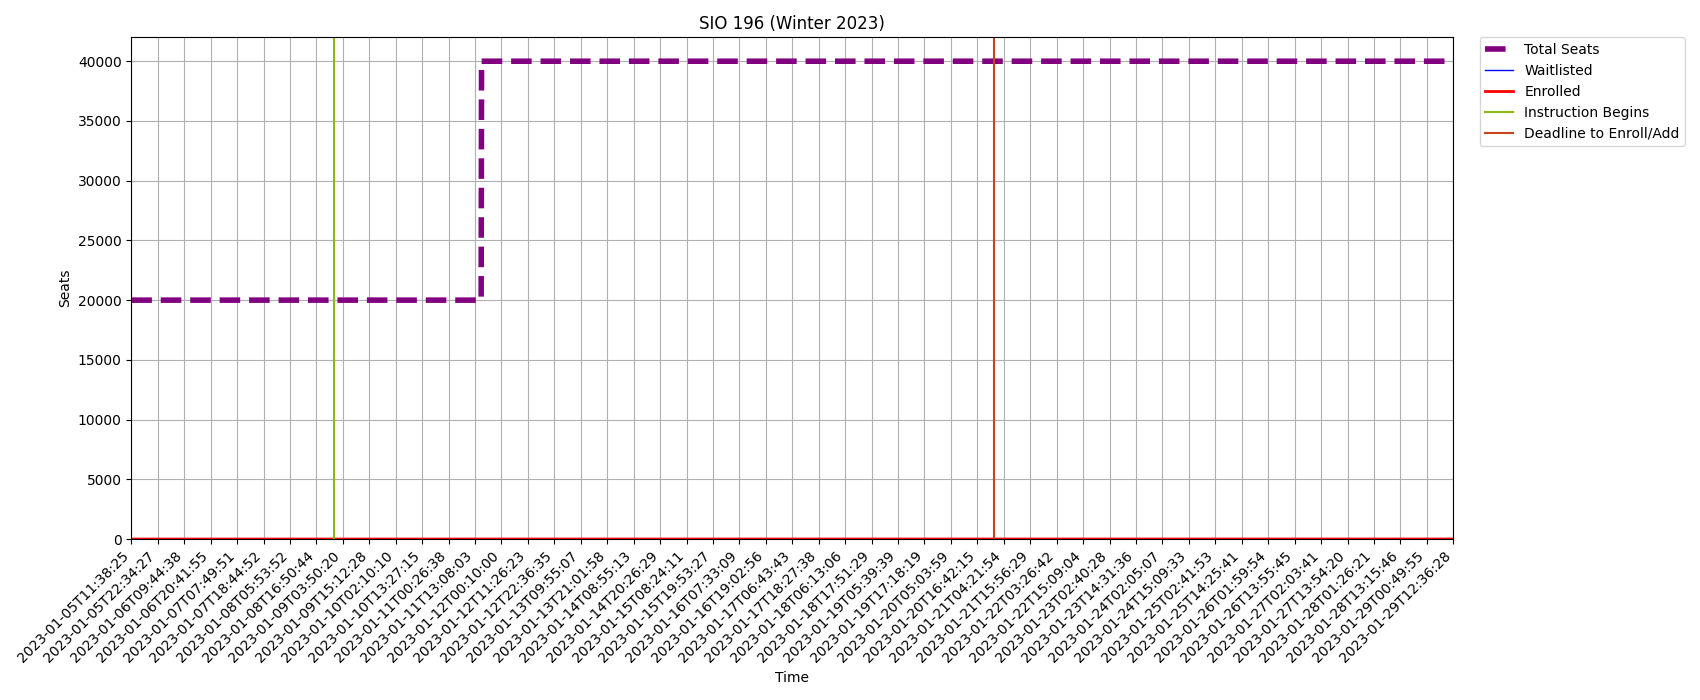 SIO 196 (Winter 2023)
Total Seats
Waitlisted
Enrolled
Instruction Begins
Deadline to Enroll/Add
Seats
40000
35000
30000
25000
20000
15000
10000
5000
0
2023-01-05T11:38:25
2023-01-05T22:34:27
2023-01-06T09:44:38
2023-01-06T20:41:55
2023-01-07T07:49:51
2023-01-07T18:44:52
2023-01-08T05:53:52
2023-01-08T16:50:44
2023-01-09T03:50:20
2023-01-09T15:12:28
2023-01-10T02:10:10
2023-01-10T13:27:15
2023-01-11T00:26:38
2023-01-11T13:08:03
2023-01-12T00:10:00
2023-01-12T11:26:23
2023-01-12T22:36:35
2023-01-13T09:55:07
2023-01-13T21:01:58
2023-01-14T08:55:13
2023-01-14T20:26:29
2023-01-15T08:24:11
2023-01-15T19:53:27
2023-01-16T07:33:09
2023-01-16T19:02:56
2023-01-17T06:43:43
2023-01-17T18:27:38
2023-01-18T06:13:06
2023-01-18T17:51:29
2023-01-19T05:39:39
2023-01-19T17:18:19
2023-01-20T05:03:59
2023-01-20T16:42:15
2023-01-21T04:21:54
2023-01-21T15:56:29
2023-01-22T03:26:42
2023-01-22T15:09:04
2023-01-23T02:40:28
2023-01-23T14:31:36
2023-01-24T02:05:07
2023-01-24T15:09:33
2023-01-25T02:41:53
2023-01-25T14:25:41
2023-01-26T01:59:54
2023-01-26T13:55:45
2023-01-27T02:03:41
2023-01-27T13:54:20
2023-01-28T01:26:21
2023-01-28T13:15:46
2023-01-29T00:49:55
2023-01-29T12:36:28
Time